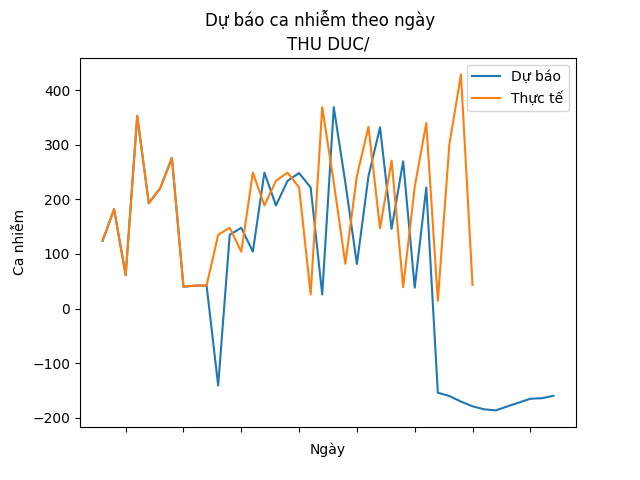 Dự báo ca nhiễm theo ngày
THU DUC/
Dự báo
Thực tế
400
300
200
100
0
−100
−200
Ca nhiễm
Ngày